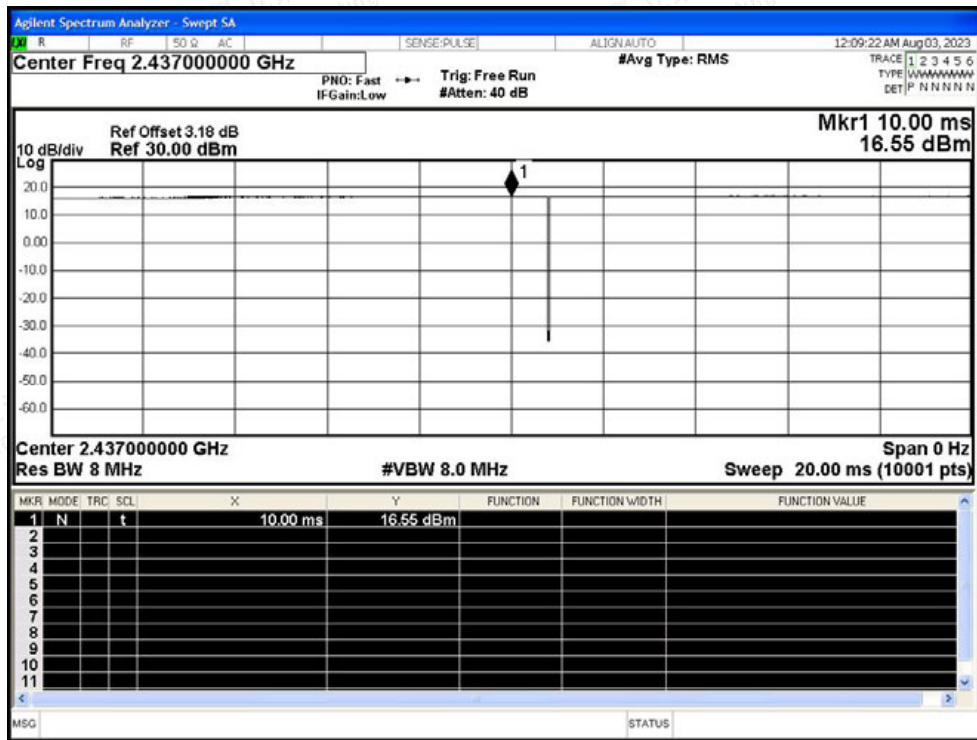 Agilent Spectrum Analyzer - Swept SA
LXI R RF 50 Ω AC SENSE:PULSE ALIGNAUTO 12:09:22 AM Aug 03, 2023
Center Freq 2.437000000 GHz #Avg Type: RMS TRACE 1 2 3 4 5 6
PNO: Fast Trig: Free Run TYPE WWWWWW
IFGain:Low #Atten: 40 dB DET P N N N N N
Mkr1 10.00 ms
Ref Offset 3.18 dB
10 dB/div Ref 30.00 dBm 16.55 dBm
Log
1
20.0
10.0
0.00
-10.0
-20.0
-30.0
-40.0
-50.0
-60.0
Center 2.437000000 GHz Span 0 Hz
Res BW 8 MHz #VBW 8.0 MHz Sweep 20.00 ms (10001 pts)
MKR MODE TRC SCL X Y FUNCTION FUNCTION WIDTH FUNCTION VALUE
1 N t 10.00 ms 16.55 dBm
2
3
4
5
6
7
8
9
10
11
MSG STATUS